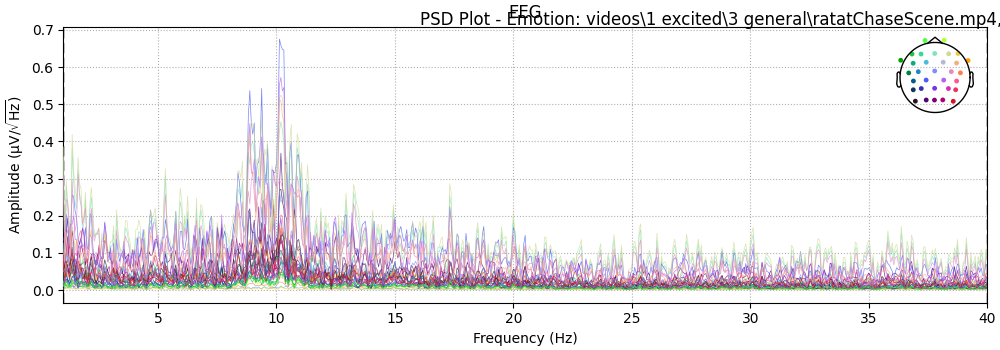 EEG
PSD Plot - Emotion: videos\1 excited\3 general\ratatChaseScene.mp4,
Amplitude (µV/√Hz)
0.7
0.6
0.5
0.4
0.3
0.2
0.1
0.0
5 10 15 20 25 30 35 40
Frequency (Hz)